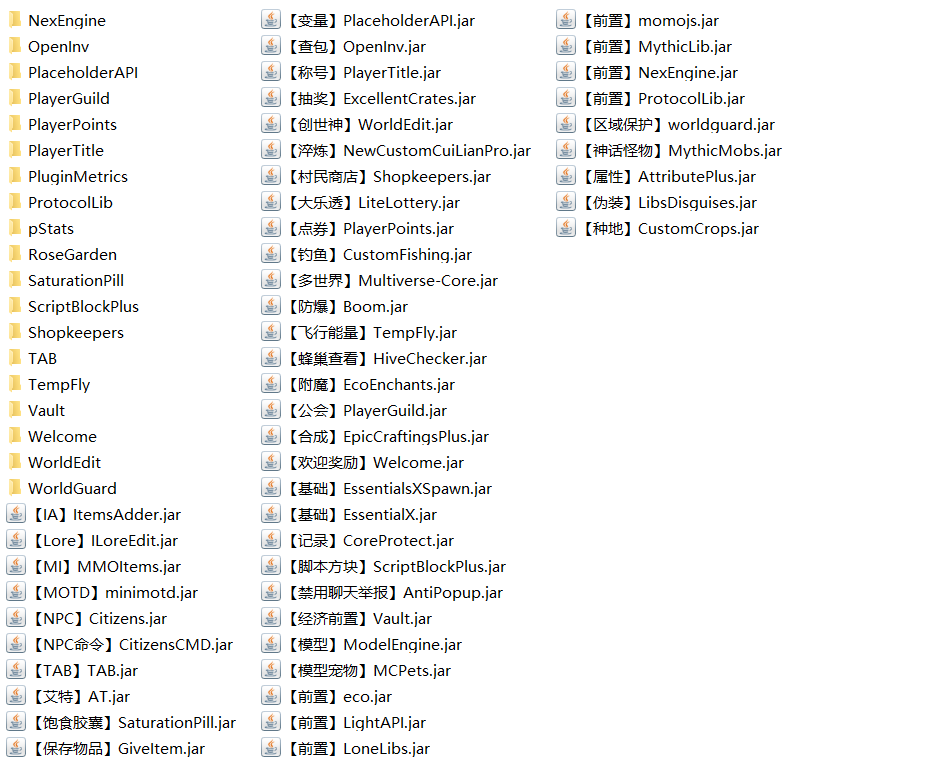 NexEngine
OpenInv
PlaceholderAPI
PlayerGuild
PlayerPoints
PlayerTitle
PluginMetrics
ProtocolLib
pStats
RoseGarden
SaturationPill
ScriptBlockPlus
Shopkeepers
TAB
TempFly
Vault
Welcome
WorldEdit
WorldGuard
【IA】ItemsAdder.jar
【Lore】ILoreEdit.jar
【MI】MMOItems.jar
【MOTD】minimotd.jar
【NPC】Citizens.jar
【NPC命令】CitizensCMD.jar
【TAB】TAB.jar
【艾特】AT.jar
【饱食胶囊】SaturationPill.jar
【保存物品】GiveItem.jar
【变量】PlaceholderAPI.jar
【查包】OpenInv.jar
【称号】PlayerTitle.jar
【抽奖】ExcellentCrates.jar
【创世神】WorldEdit.jar
【淬炼】NewCustomCuiLianPro.jar
【村民商店】Shopkeepers.jar
【大乐透】LiteLottery.jar
【点券】PlayerPoints.jar
【钓鱼】CustomFishing.jar
【多世界】Multiverse-Core.jar
【防爆】Boom.jar
【飞行能量】TempFly.jar
【蜂巢查看】HiveChecker.jar
【附魔】EcoEnchants.jar
【公会】PlayerGuild.jar
【合成】EpicCraftingsPlus.jar
【欢迎奖励】Welcome.jar
【基础】EssentialsXSpawn.jar
【基础】EssentialX.jar
【记录】CoreProtect.jar
【脚本方块】ScriptBlockPlus.jar
【禁用聊天举报】AntiPopup.jar
【经济前置】Vault.jar
【模型】ModelEngine.jar
【模型宠物】MCPets.jar
【前置】eco.jar
【前置】LightAPI.jar
【前置】LoneLibs.jar
【前置】momojs.jar
【前置】MythicLib.jar
【前置】NexEngine.jar
【前置】ProtocolLib.jar
【区域保护】worldguard.jar
【神话怪物】MythicMobs.jar
【属性】AttributePlus.jar
【伪装】LibsDisguises.jar
【种地】CustomCrops.jar